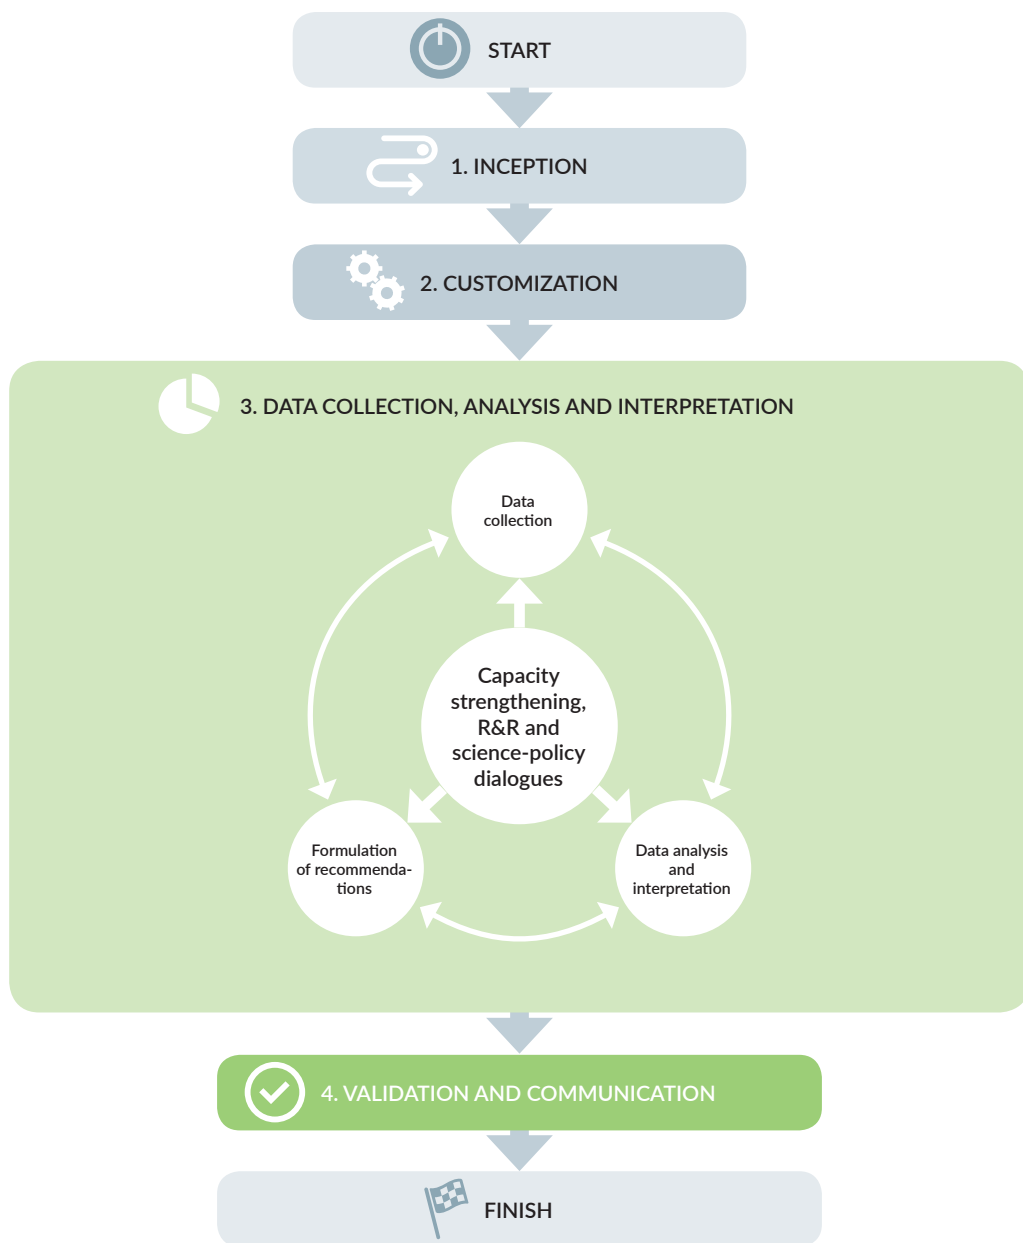 START
1. INCEPTION
2. CUSTOMIZATION
3. DATA COLLECTION, ANALYSIS AND INTERPRETATION
Data
collection
Capacity
strengthening,
R&R and
science-policy
dialogues
Formulation
of recommenda-
tions
Data analysis
and
interpretation
4. VALIDATION AND COMMUNICATION
FINISH